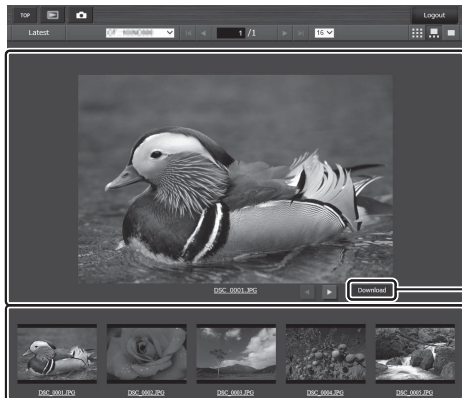 TOP Logout
Latest 1 /1 16
DSC_0001.JPG Download
DSC_0001.JPG DSC_0002.JPG DSC_0003.JPG DSC_0004.JPG DSC_0005.JPG